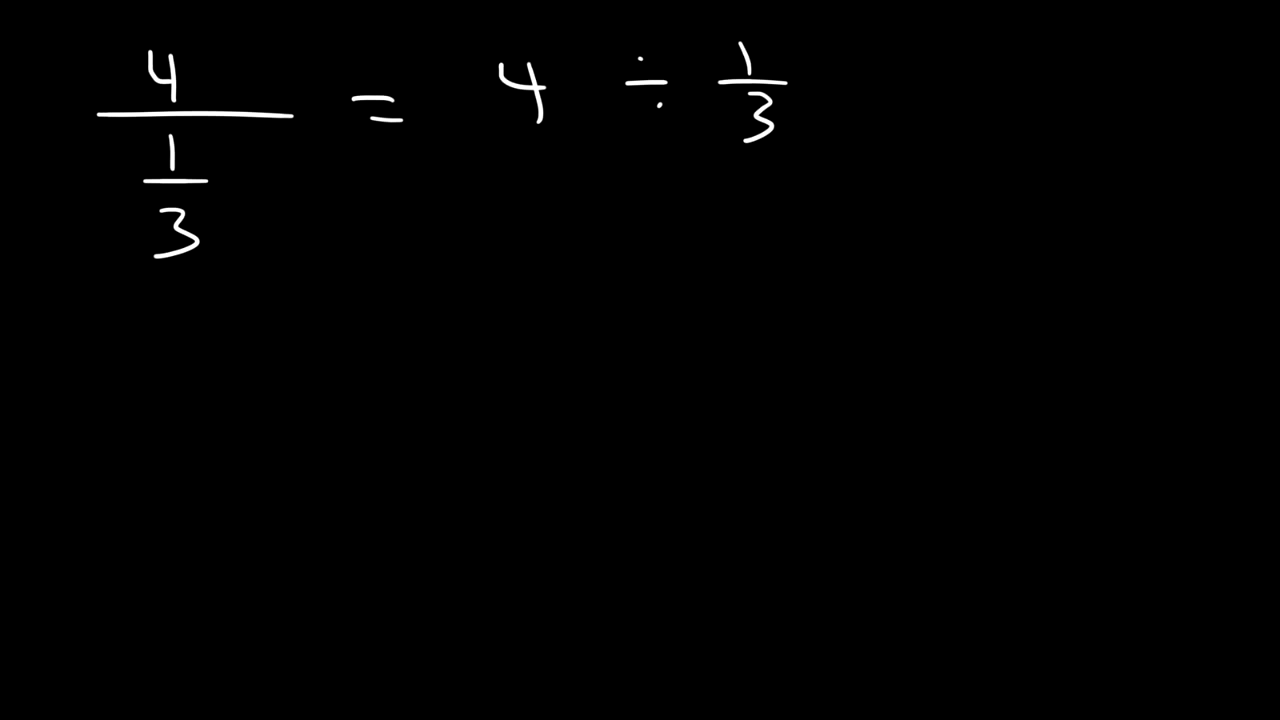 4/(1/3) = 4 ÷ 1/3